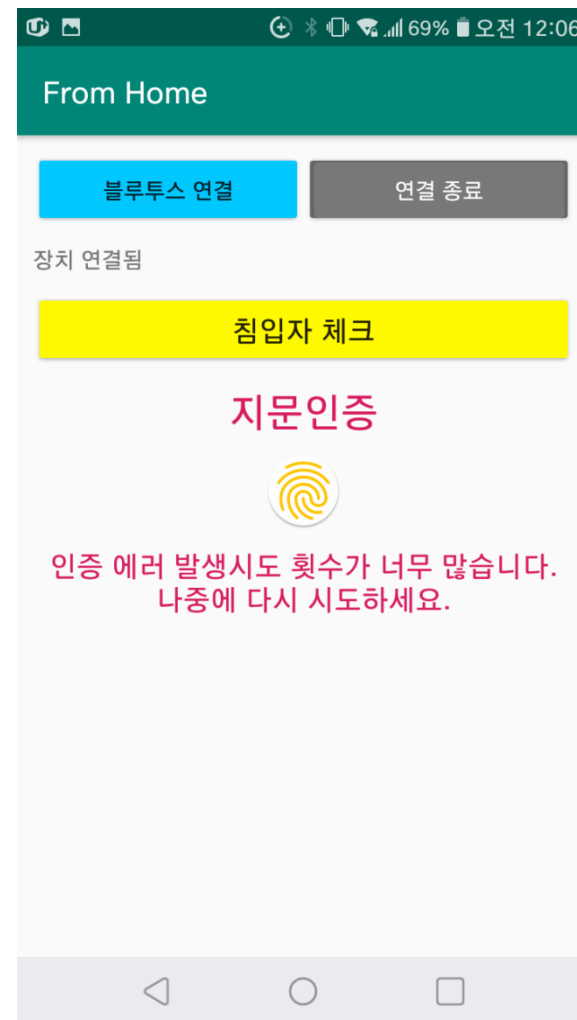 69% 오전 12:06
From Home
블루투스 연결 연결 종료
장치 연결됨
침입자 체크
지문인증
인증 에러 발생시도 횟수가 너무 많습니다.
나중에 다시 시도하세요.